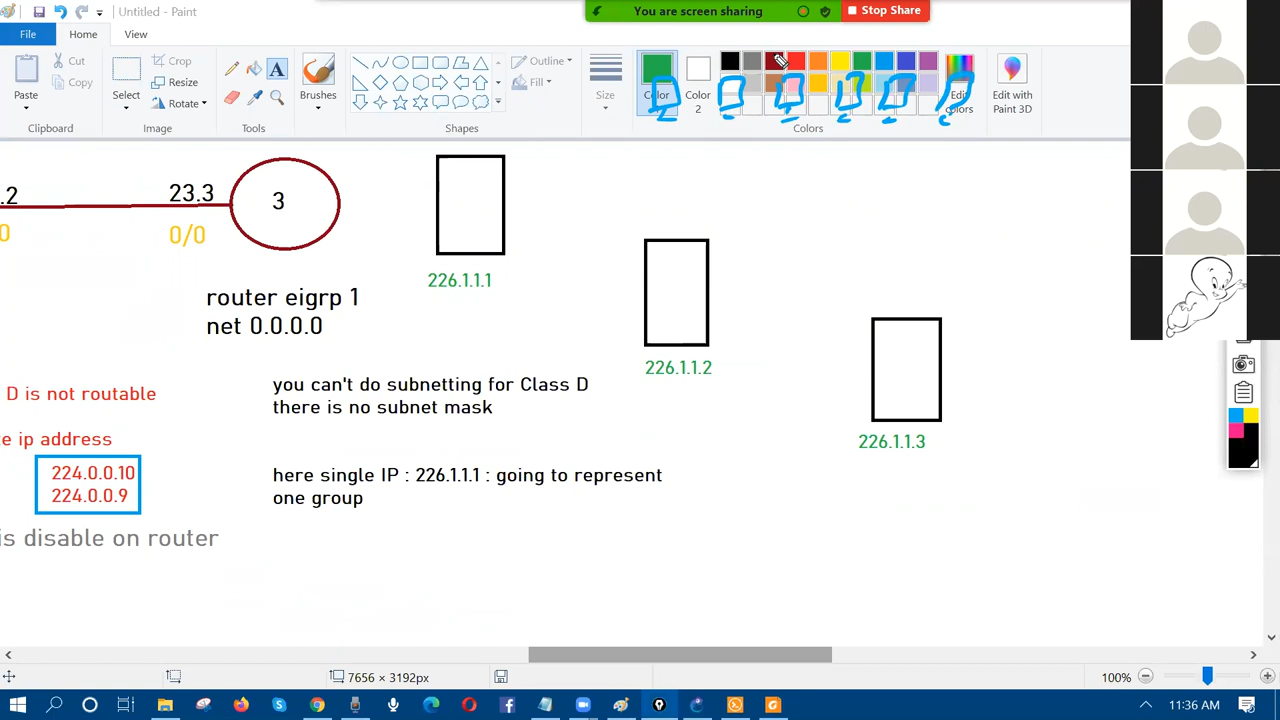 Untitled - Paint
You are screen sharing
Stop Share
File
Home
View
Paste
Cut
Copy
Clipboard
Select
Crop
Resize
Rotate
Image
A
Tools
Brushes
Outline
Fill
Shapes
Size
Color
Color
2
Edit
colors
Edit with
Paint 3D
Colors
.2
23.3
3
0
0/0
226.1.1.1
router eigrp 1
net 0.0.0.0
226.1.1.2
D is not routable
you can't do subnetting for Class D
there is no subnet mask
226.1.1.3
te ip address
224.0.0.10
224.0.0.9
here single IP : 226.1.1.1 : going to represent
one group
is disable on router
7656 × 3192px
100%
11:36 AM